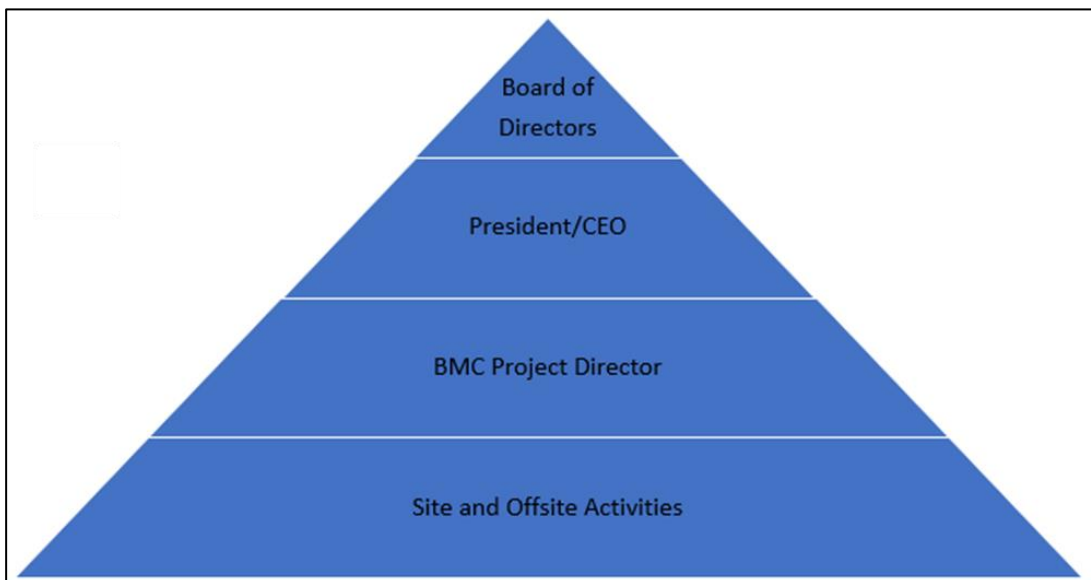 Board of
Directors
President/CEO
BMC Project Director
Site and Offsite Activities